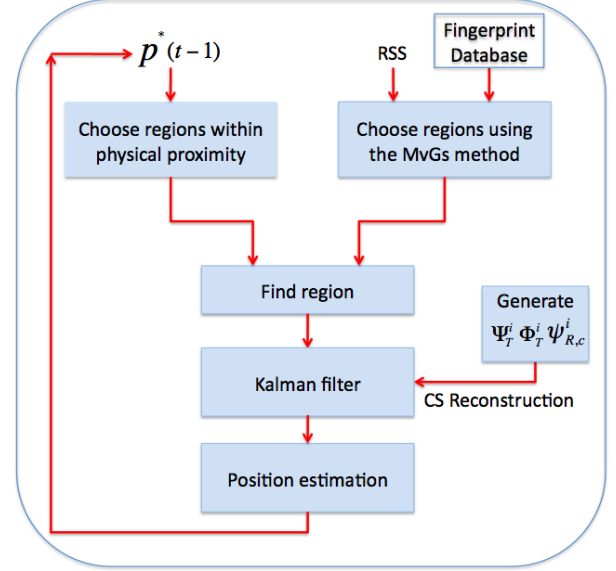 p*(t−1)
RSS
Fingerprint
Database
Choose regions within
physical proximity
Choose regions using
the MvGs method
Find region
Generate
Ψ_T^i Φ_T^i ψ_{R,c}^i
Kalman filter
CS Reconstruction
Position estimation